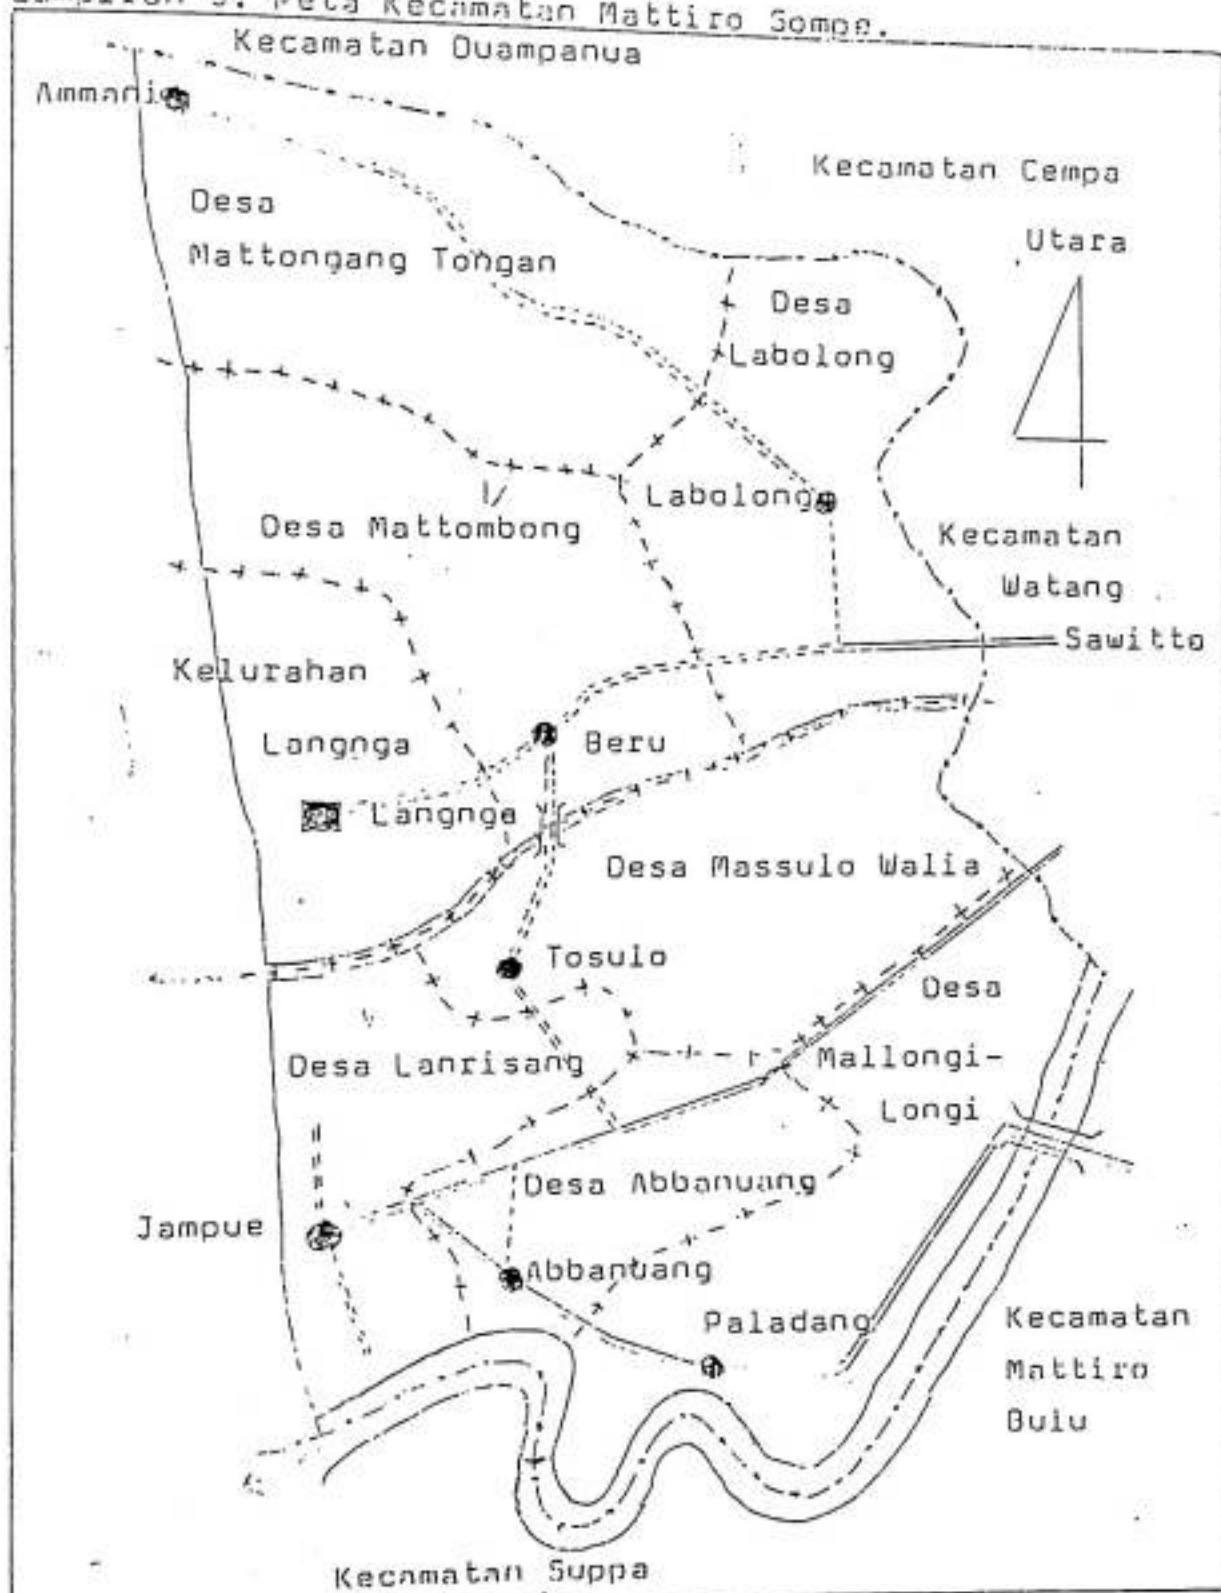 Lampiran 3. Peta Kecamatan Mattiro Sompe.
Kecamatan Duampanua
Ammani
Kecamatan Cempa
Desa
Mattongang Tongan
Utara
Desa
Labolong
Labolong
Desa Mattombong
Kecamatan
Watang
Sawitto
Kelurahan
Langnga
Beru
Langnga
Desa Massulo Walia
Tosulo
Desa
Mallongi-
Longi
Desa Lanrisang
Desa Abbanuang
Jampue
Abbanuang
Paladang
Kecamatan
Mattiro
Bulu
Kecamatan Suppa